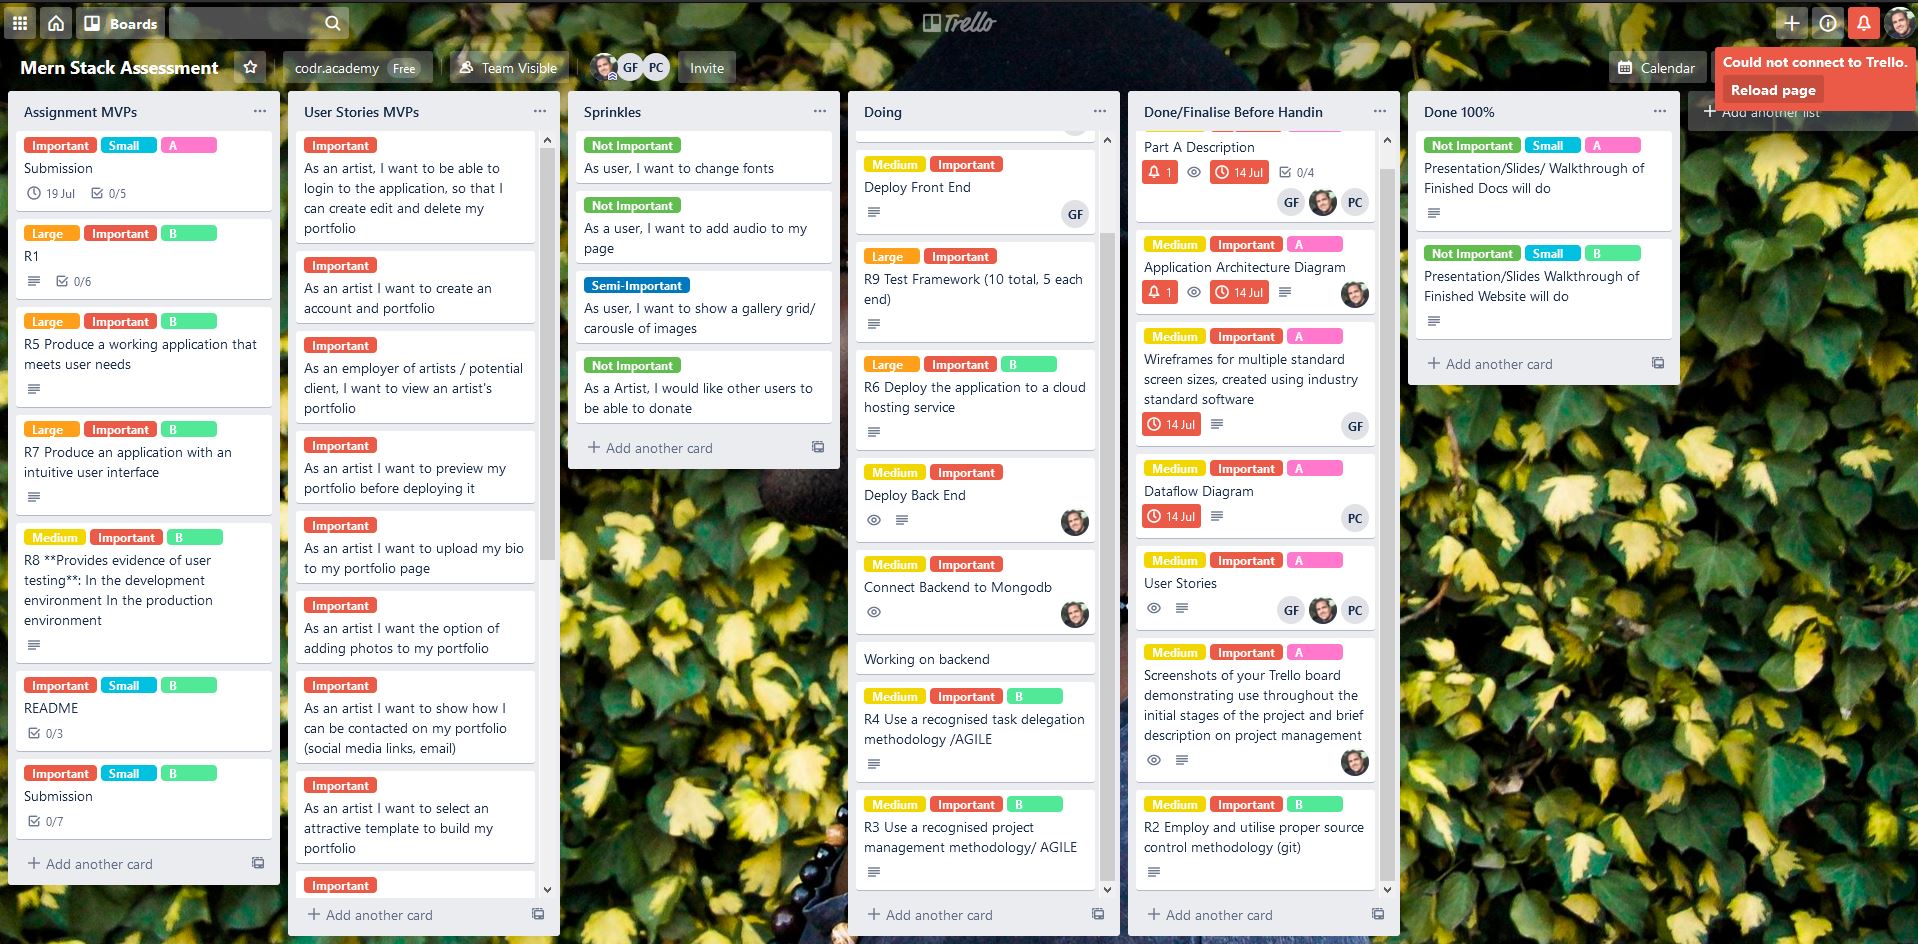 Boards
Trello
Mern Stack Assessment
codr.academy Free
Team Visible
GF PC
Invite
Calendar
Could not connect to Trello.
Reload page
Add another list
Assignment MVPs
Important Small A
Submission
19 Jul 0/5
Large Important B
R1
0/6
Large Important B
R5 Produce a working application that
meets user needs
Large Important B
R7 Produce an application with an
intuitive user interface
Medium Important B
R8 **Provides evidence of user
testing**: In the development
environment In the production
environment
Important Small B
README
0/3
Important Small B
Submission
0/7
Add another card
User Stories MVPs
Important
As an artist, I want to be able to
login to the application, so that I
can create edit and delete my
portfolio
Important
As an artist I want to create an
account and portfolio
Important
As an employer of artists / potential
client, I want to view an artist's
portfolio
Important
As an artist I want to preview my
portfolio before deploying it
Important
As an artist I want to upload my bio
to my portfolio page
Important
As an artist I want the option of
adding photos to my portfolio
Important
As an artist I want to show how I
can be contacted on my portfolio
(social media links, email)
Important
As an artist I want to select an
attractive template to build my
portfolio
Important
Add another card
Sprinkles
Not Important
As user, I want to change fonts
Not Important
As a user, I want to add audio to my
page
Semi-Important
As user, I want to show a gallery grid/
carousle of images
Not Important
As a Artist, I would like other users to
be able to donate
Add another card
Doing
Medium Important
Deploy Front End
GF
Large Important
R9 Test Framework (10 total, 5 each
end)
Large Important B
R6 Deploy the application to a cloud
hosting service
Medium Important
Deploy Back End
Medium Important
Connect Backend to Mongodb
Working on backend
Medium Important B
R4 Use a recognised task delegation
methodology /AGILE
Medium Important B
R3 Use a recognised project
management methodology/ AGILE
Add another card
Done/Finalise Before Handin
Part A Description
1 14 Jul 0/4
GF PC
Medium Important A
Application Architecture Diagram
1 14 Jul
Medium Important A
Wireframes for multiple standard
screen sizes, created using industry
standard software
14 Jul
GF
Medium Important A
Dataflow Diagram
14 Jul
PC
Medium Important A
User Stories
GF PC
Medium Important A
Screenshots of your Trello board
demonstrating use throughout the
initial stages of the project and brief
description on project management
Medium Important B
R2 Employ and utilise proper source
control methodology (git)
Add another card
Done 100%
Not Important Small A
Presentation/Slides/ Walkthrough of
Finished Docs will do
Not Important Small B
Presentation/Slides Walkthrough of
Finished Website will do
Add another card